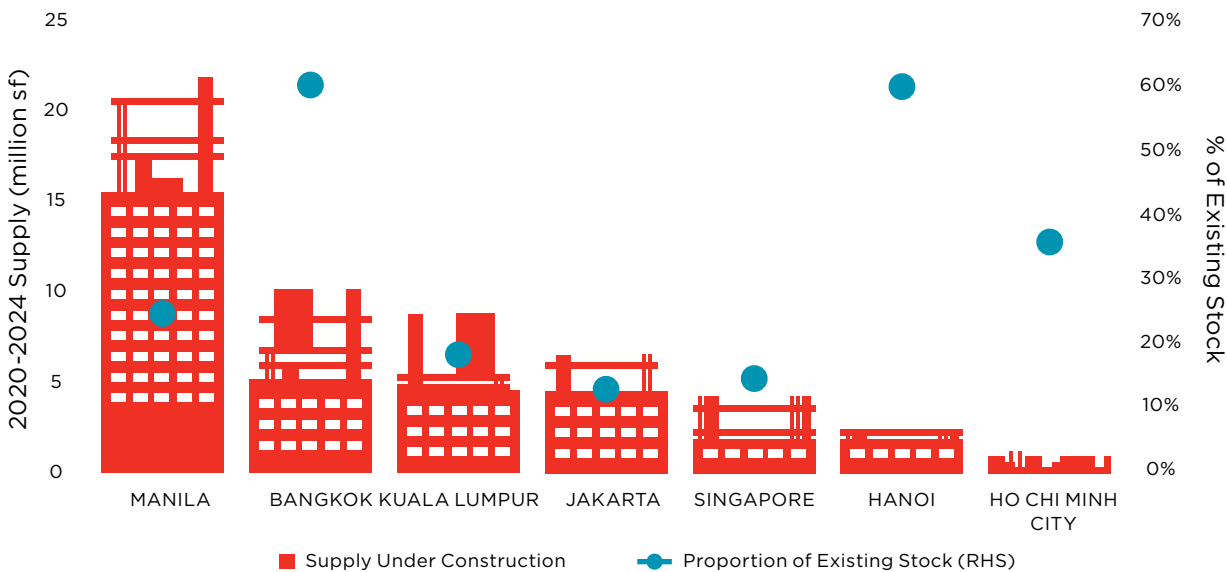 25
20
15
10
5
0
2020-2024 Supply (million sf)
70%
60%
50%
40%
30%
20%
10%
0%
% of Existing Stock
MANILA
BANGKOK
KUALA LUMPUR
JAKARTA
SINGAPORE
HANOI
HO CHI MINH
CITY
Supply Under Construction
Proportion of Existing Stock (RHS)